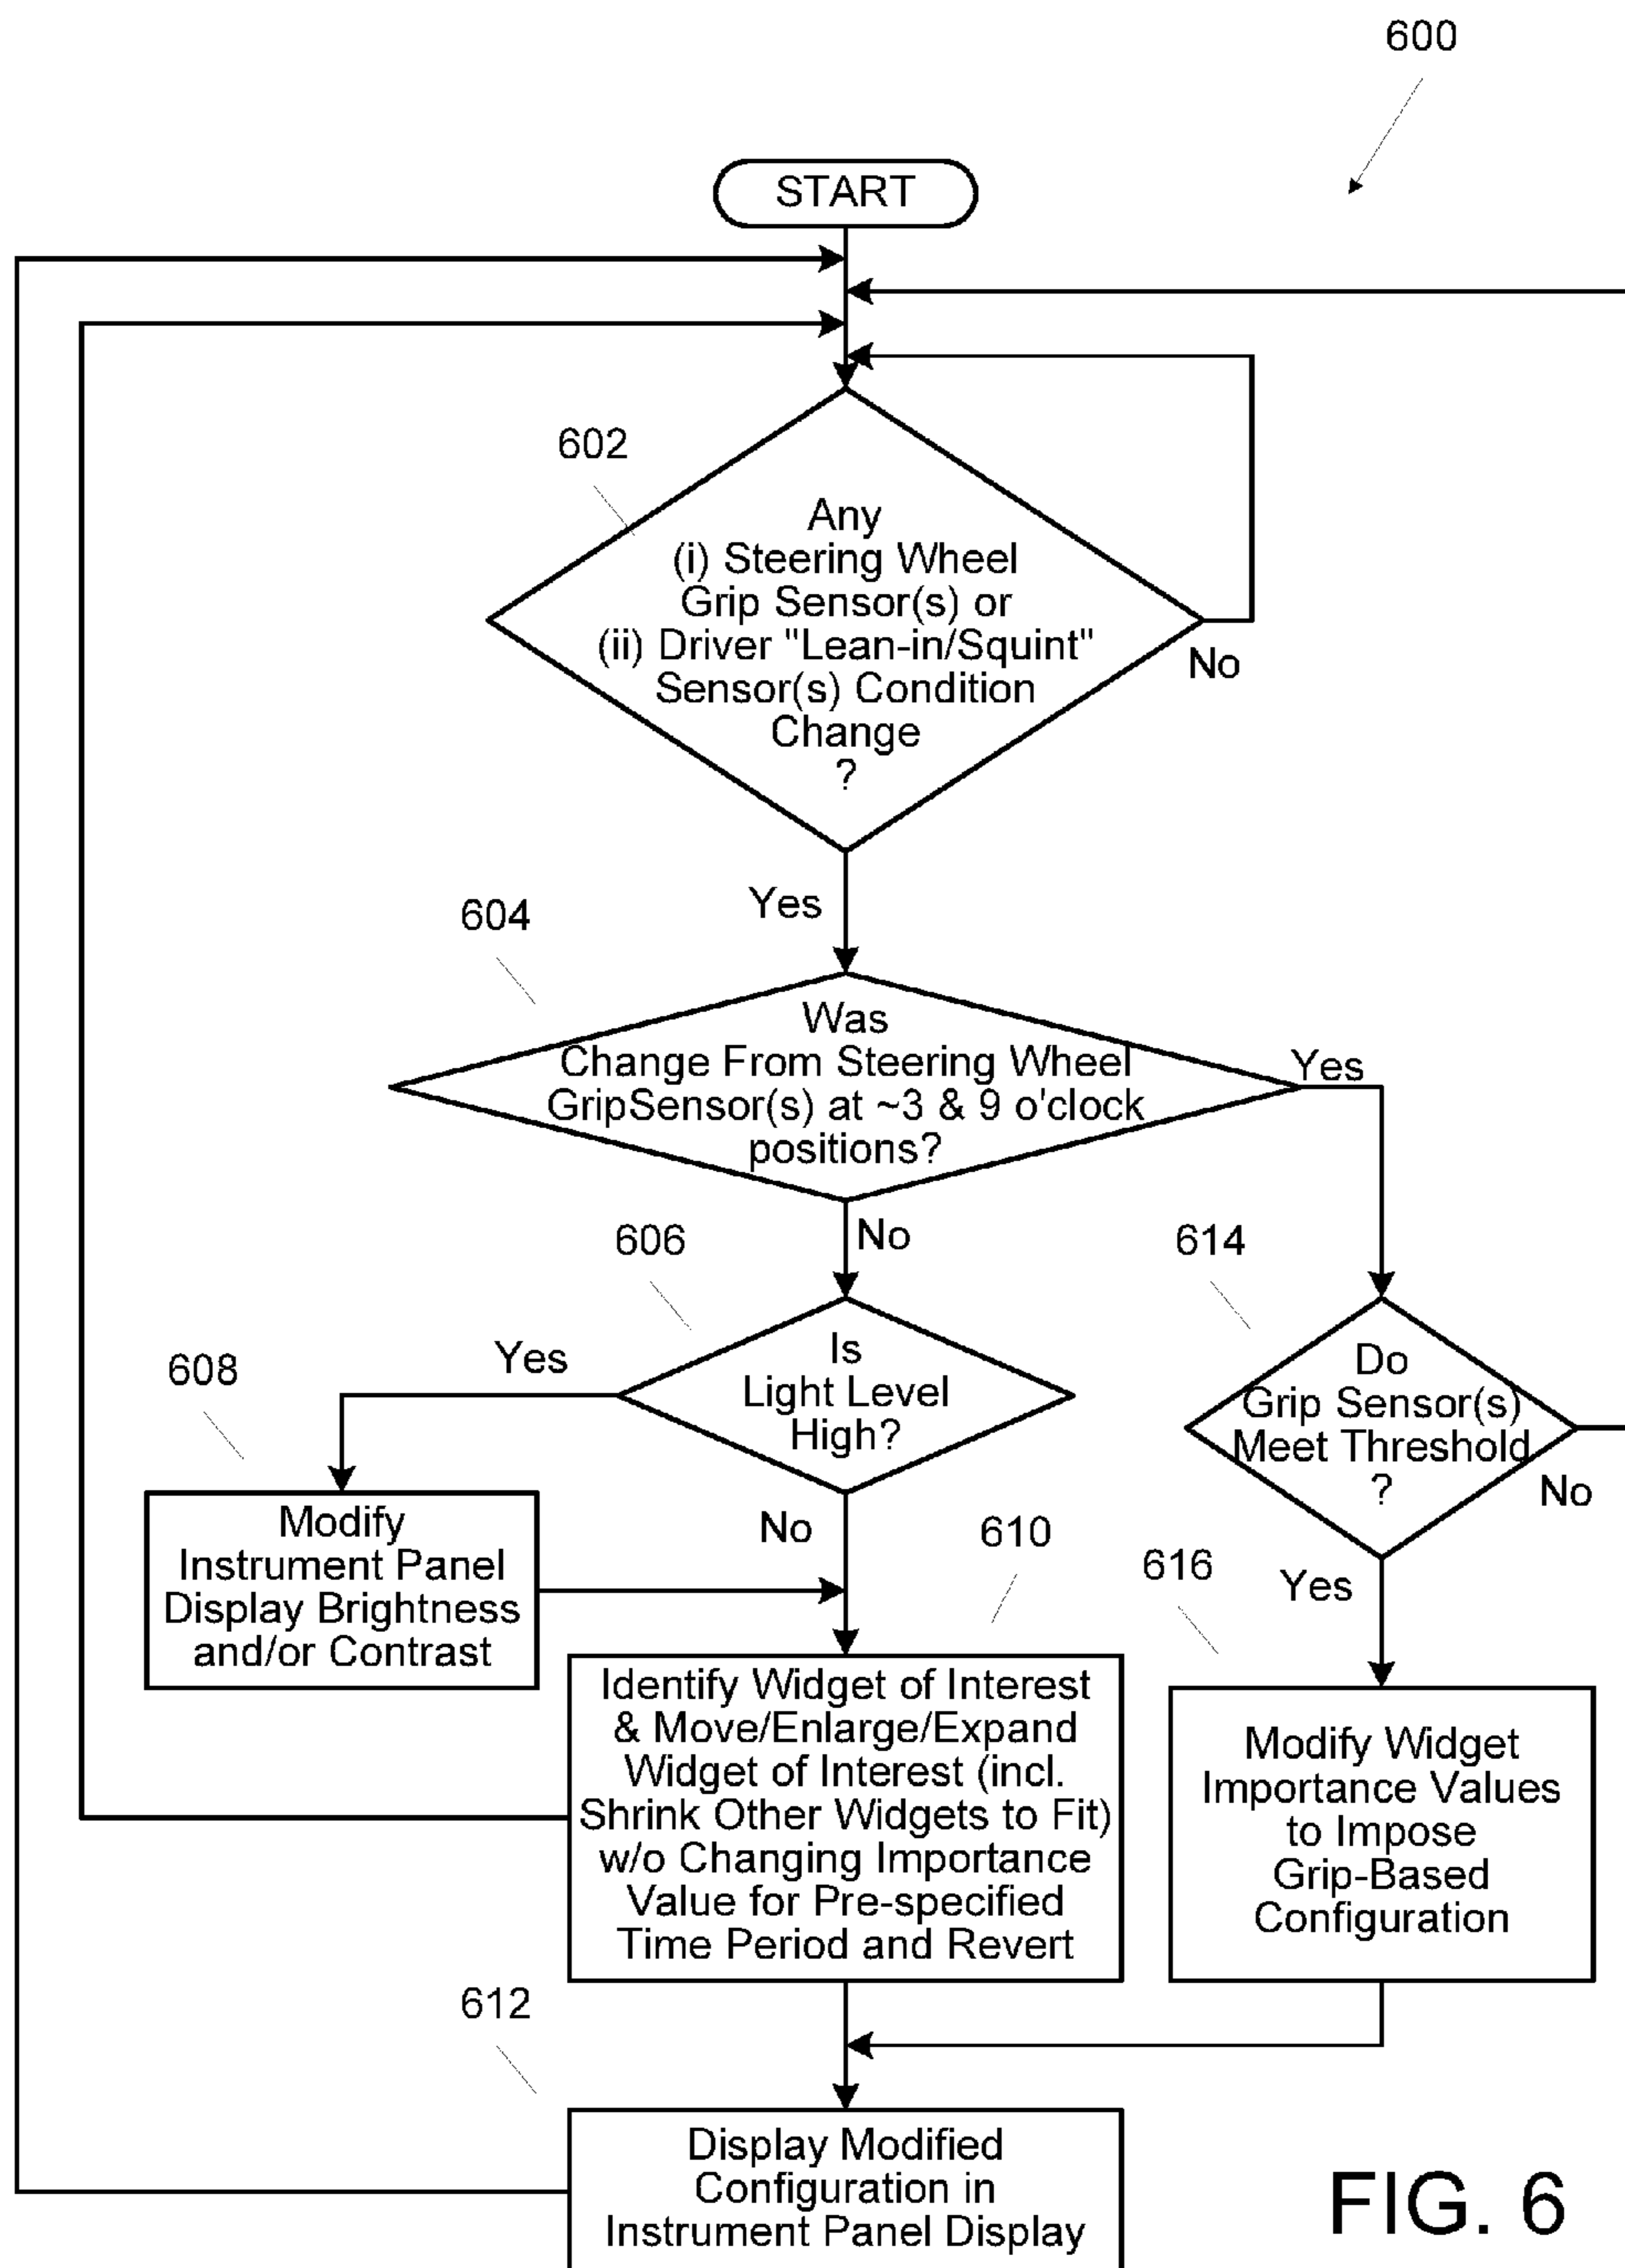 600
START
602
Any
(i) Steering Wheel
Grip Sensor(s) or
(ii) Driver "Lean-in/Squint"
Sensor(s) Condition
Change
?
No
Yes
604
Was
Change From Steering Wheel
GripSensor(s) at ~3 & 9 o'clock
positions?
Yes
No
606
Is
Light Level
High?
Yes
No
608
Modify
Instrument Panel
Display Brightness
and/or Contrast
614
Do
Grip Sensor(s)
Meet Threshold
?
No
Yes
610
Identify Widget of Interest
& Move/Enlarge/Expand
Widget of Interest (incl.
Shrink Other Widgets to Fit)
w/o Changing Importance
Value for Pre-specified
Time Period and Revert
616
Modify Widget
Importance Values
to Impose
Grip-Based
Configuration
612
Display Modified
Configuration in
Instrument Panel Display
FIG. 6